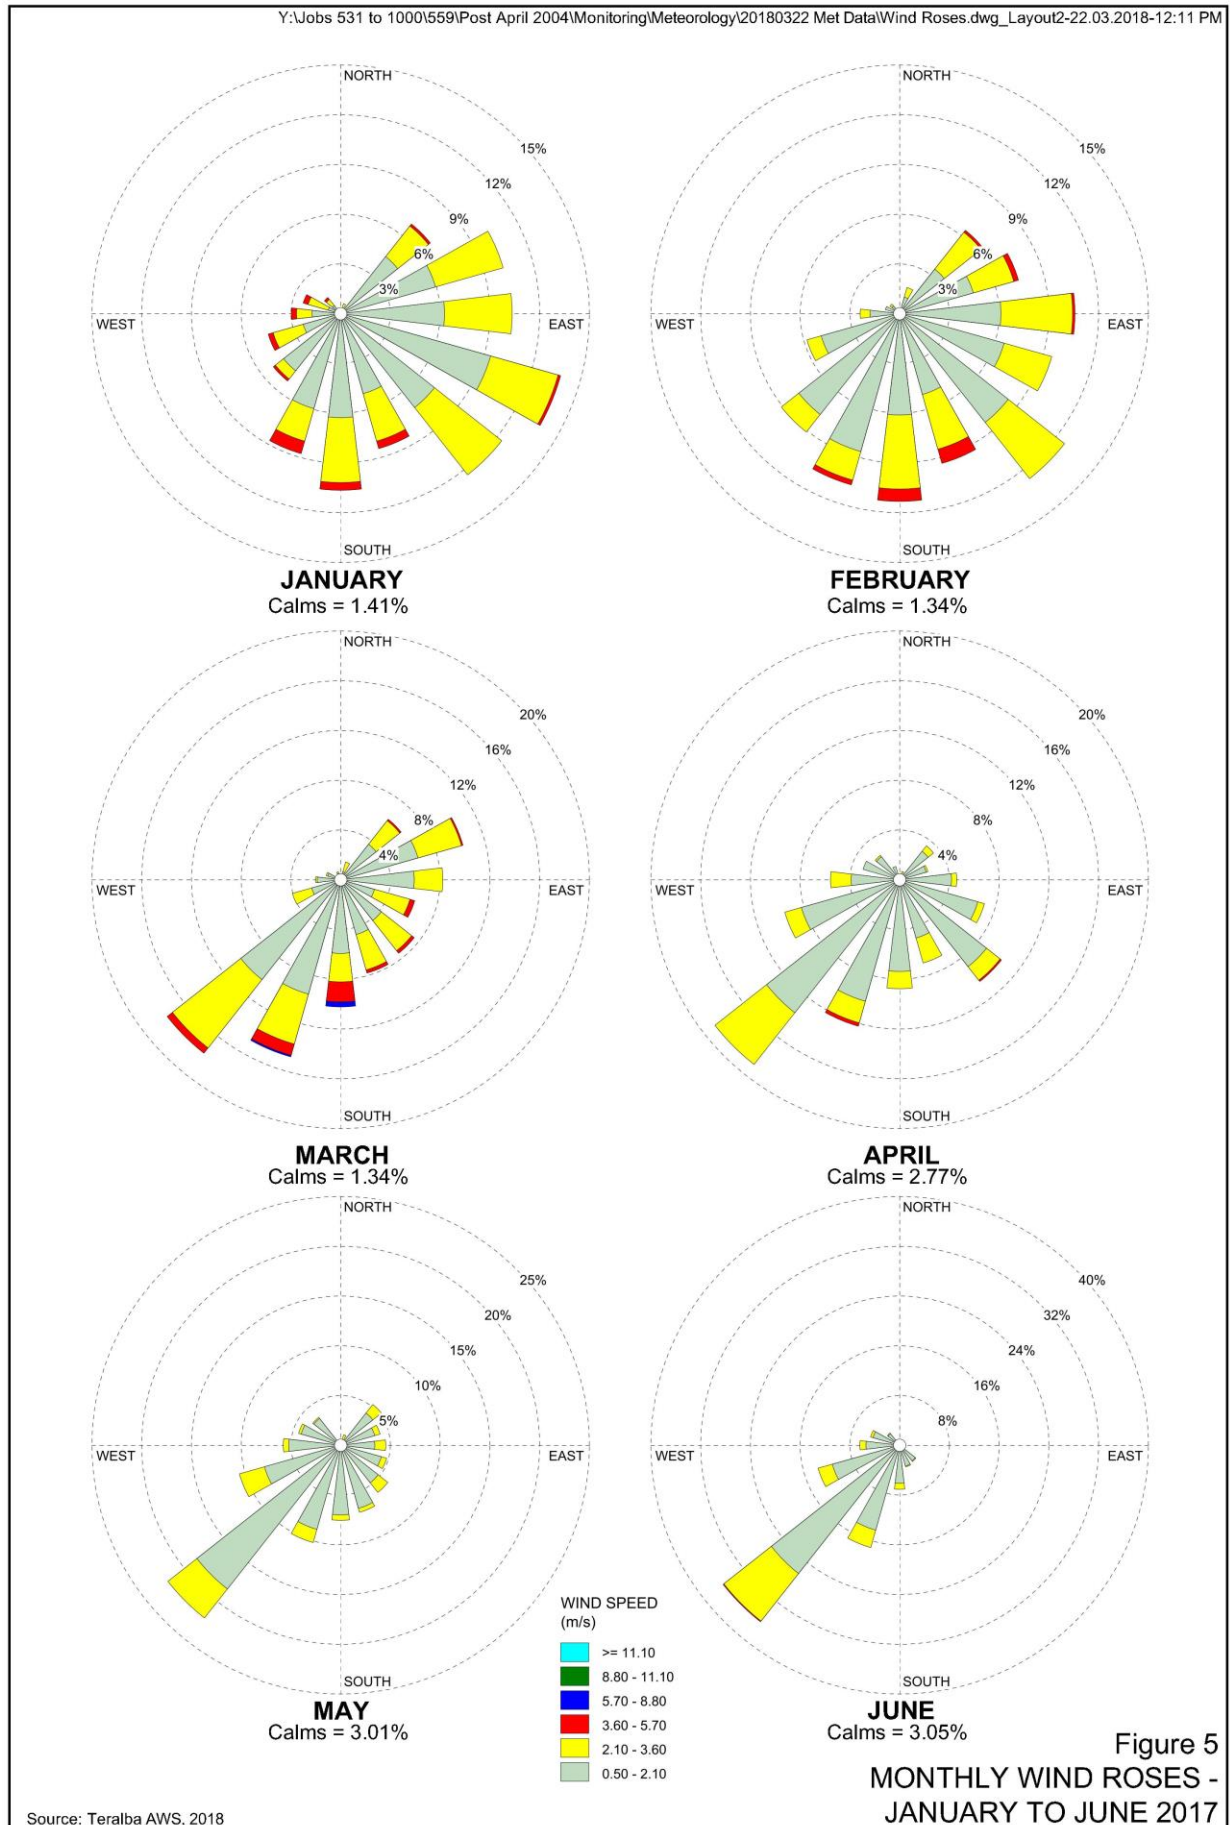 Y:\Jobs 531 to 1000\559\Post April 2004\Monitoring\Meteorology\20180322 Met Data\Wind Roses.dwg_Layout2-22.03.2018-12:11 PM
NORTH
15%
12%
9%
6%
3%
WEST
EAST
SOUTH
JANUARY
Calms = 1.41%
NORTH
15%
12%
9%
6%
3%
WEST
EAST
SOUTH
FEBRUARY
Calms = 1.34%
NORTH
20%
16%
12%
8%
4%
WEST
EAST
SOUTH
MARCH
Calms = 1.34%
NORTH
20%
16%
12%
8%
4%
WEST
EAST
SOUTH
APRIL
Calms = 2.77%
NORTH
25%
20%
15%
10%
5%
WEST
EAST
SOUTH
MAY
Calms = 3.01%
NORTH
40%
32%
24%
16%
8%
WEST
EAST
SOUTH
JUNE
Calms = 3.05%
WIND SPEED
(m/s)
>= 11.10
8.80 - 11.10
5.70 - 8.80
3.60 - 5.70
2.10 - 3.60
0.50 - 2.10
Figure 5
MONTHLY WIND ROSES -
JANUARY TO JUNE 2017
Source: Teralba AWS, 2018